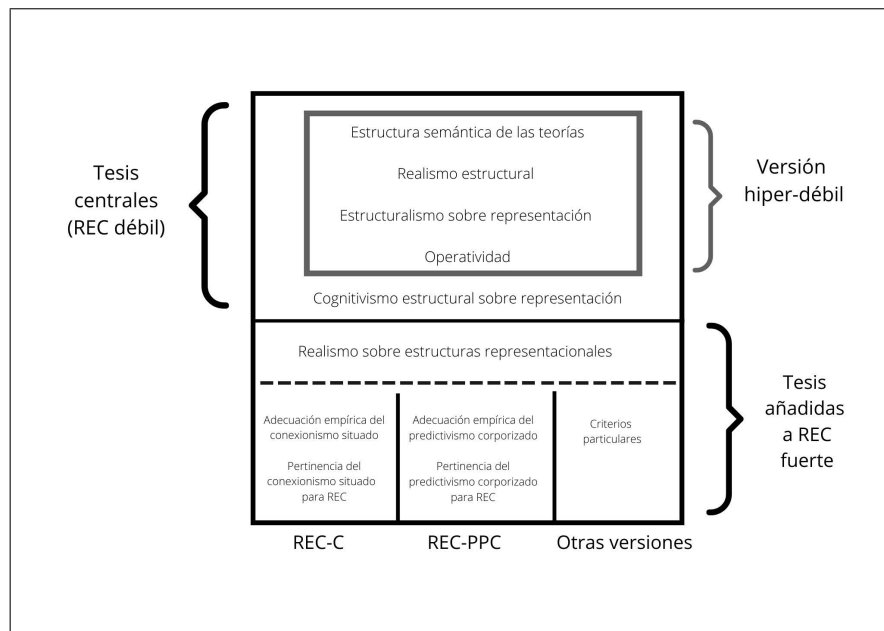 Tesis
centrales
(REC débil)
Estructura semántica de las teorías
Realismo estructural
Estructuralismo sobre representación
Operatividad
Cognitivismo estructural sobre representación
Versión
hiper-débil
Realismo sobre estructuras representacionales
Adecuación empírica del
conexionismo situado
Pertinencia del
conexionismo situado
para REC
Adecuación empírica del
predictivismo corporizado
Pertinencia del
predictivismo corporizado
para REC
Criterios
particulares
Tesis
añadidas
a REC
fuerte
REC-C
REC-PPC
Otras versiones